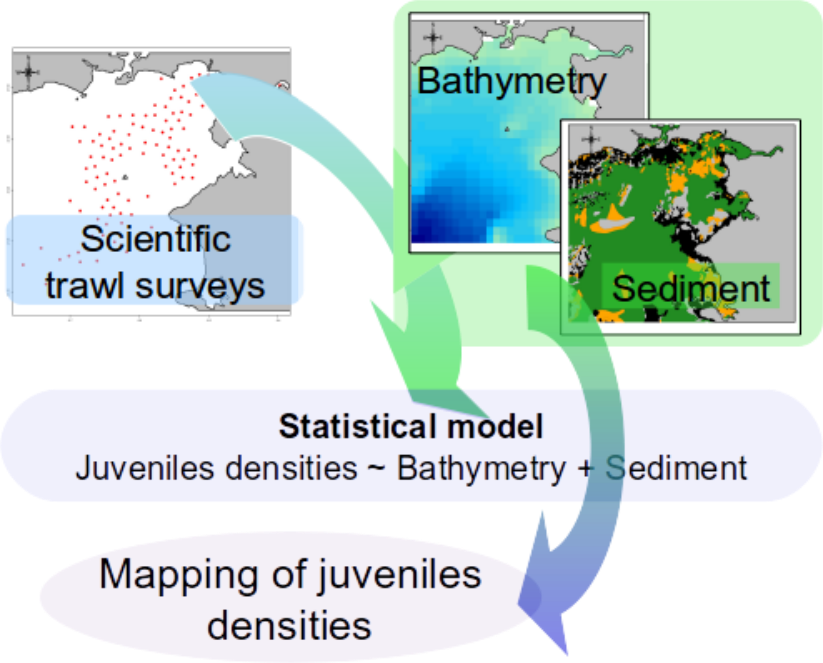 Bathymetry
Scientific
trawl surveys
Sediment
Statistical model
Juveniles densities ~ Bathymetry + Sediment
Mapping of juveniles
densities